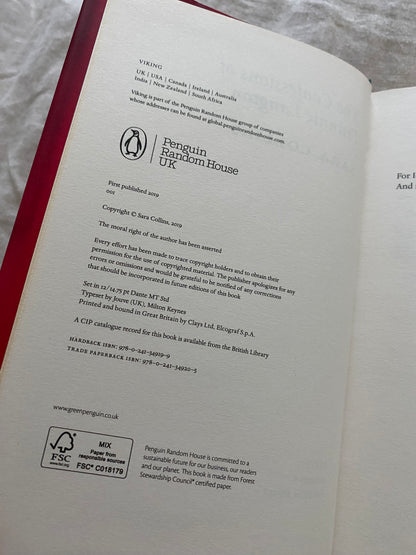 VIKING
UK | USA | Canada | Ireland | Australia
India | New Zealand | South Africa
Viking is part of the Penguin Random House group of companies
whose addresses can be found at global.penguinrandomhouse.com.
Penguin
Random House
UK
First published 2019
001
Copyright © Sara Collins, 2019
The moral right of the author has been asserted
Every effort has been made to trace copyright holders and to obtain their
permission for the use of copyrighted material. The publisher apologizes for any
errors or omissions and would be grateful to be notified of any corrections
that should be incorporated in future editions of this book
Set in 12/14.75 pt Dante MT Std
Typeset by Jouve (UK), Milton Keynes
Printed and bound in Great Britain by Clays Ltd, Elcograf S.p.A.
A CIP catalogue record for this book is available from the British Library
HARDBACK ISBN: 978-0-241-34919-9
TRADE PAPERBACK ISBN: 978-0-241-34920-5
www.greenpenguin.co.uk
FSC
www.fsc.org
MIX
Paper from
responsible sources
FSC® C018179
Penguin Random House is committed to a
sustainable future for our business, our readers
and our planet. This book is made from Forest
Stewardship Council® certified paper.
For
And